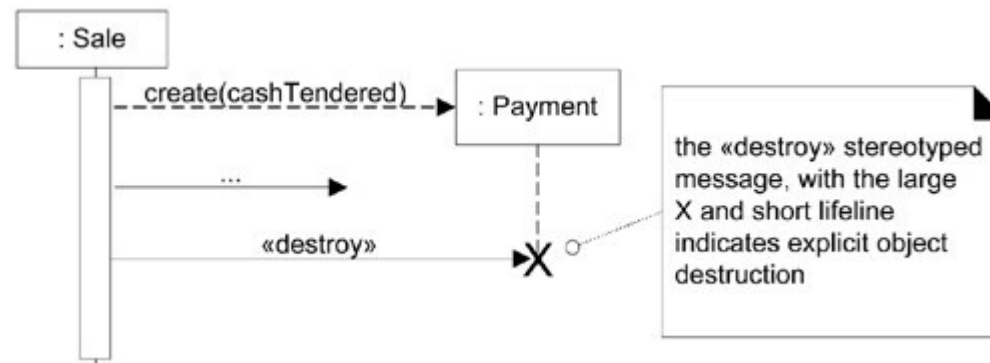 : Sale
create(cashTendered)
: Payment
...
«destroy»
X
the «destroy» stereotyped
message, with the large
X and short lifeline
indicates explicit object
destruction